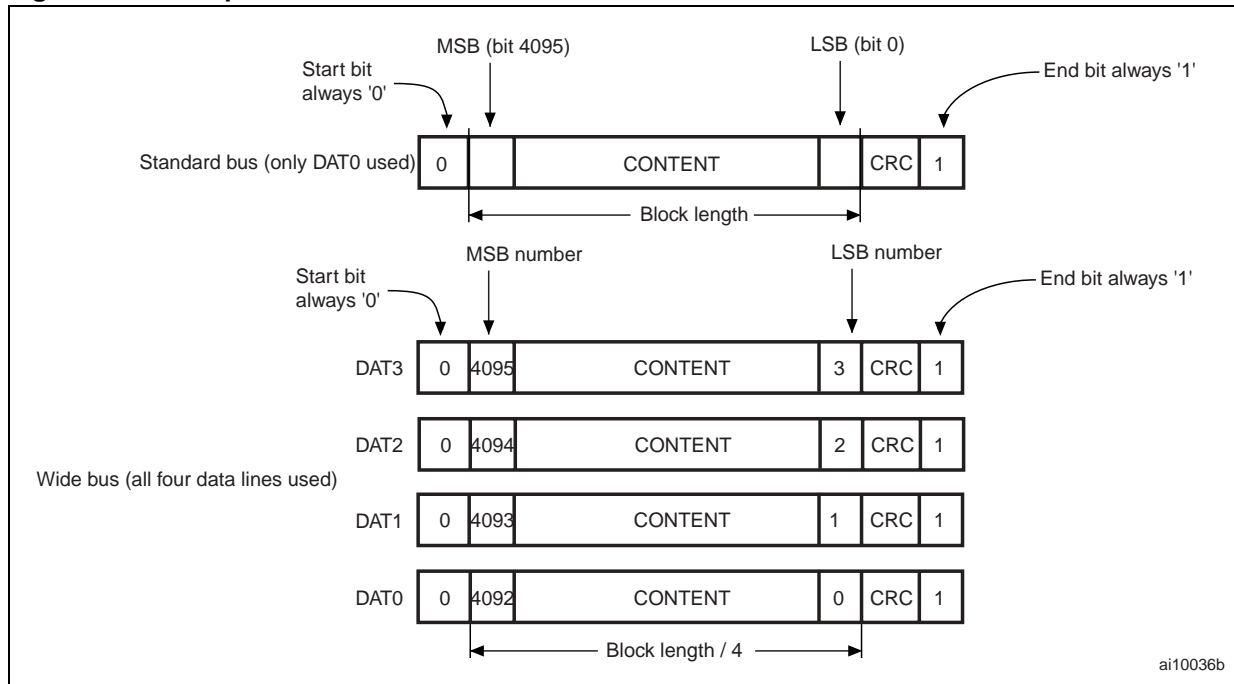 MSB (bit 4095)
LSB (bit 0)
Start bit
always '0'
End bit always '1'
Standard bus (only DAT0 used)
0
CONTENT
CRC
1
Block length
MSB number
LSB number
Start bit
always '0'
End bit always '1'
DAT3
0
4095
CONTENT
3
CRC
1
DAT2
0
4094
CONTENT
2
CRC
1
Wide bus (all four data lines used)
DAT1
0
4093
CONTENT
1
CRC
1
DAT0
0
4092
CONTENT
0
CRC
1
Block length / 4
ai10036b